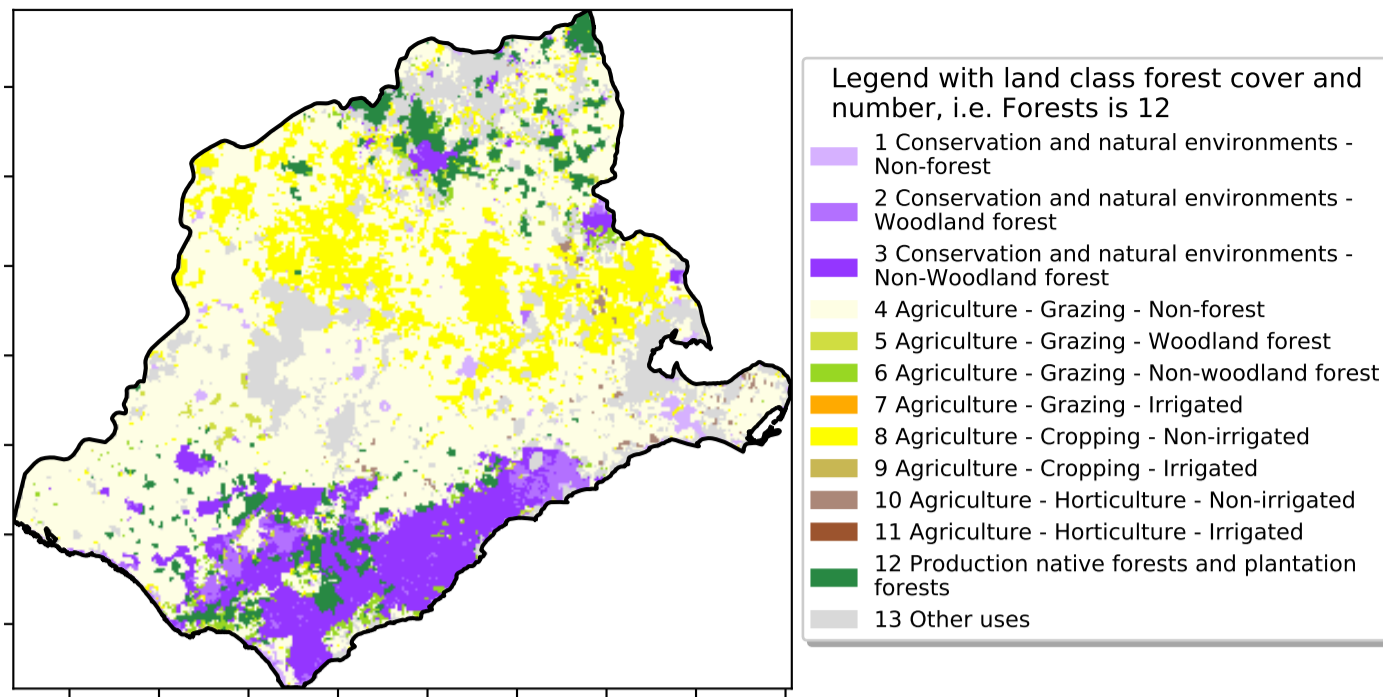 Legend with land class forest cover and
number, i.e. Forests is 12
1 Conservation and natural environments -
Non-forest
2 Conservation and natural environments -
Woodland forest
3 Conservation and natural environments -
Non-Woodland forest
4 Agriculture - Grazing - Non-forest
5 Agriculture - Grazing - Woodland forest
6 Agriculture - Grazing - Non-woodland forest
7 Agriculture - Grazing - Irrigated
8 Agriculture - Cropping - Non-irrigated
9 Agriculture - Cropping - Irrigated
10 Agriculture - Horticulture - Non-irrigated
11 Agriculture - Horticulture - Irrigated
12 Production native forests and plantation
forests
13 Other uses